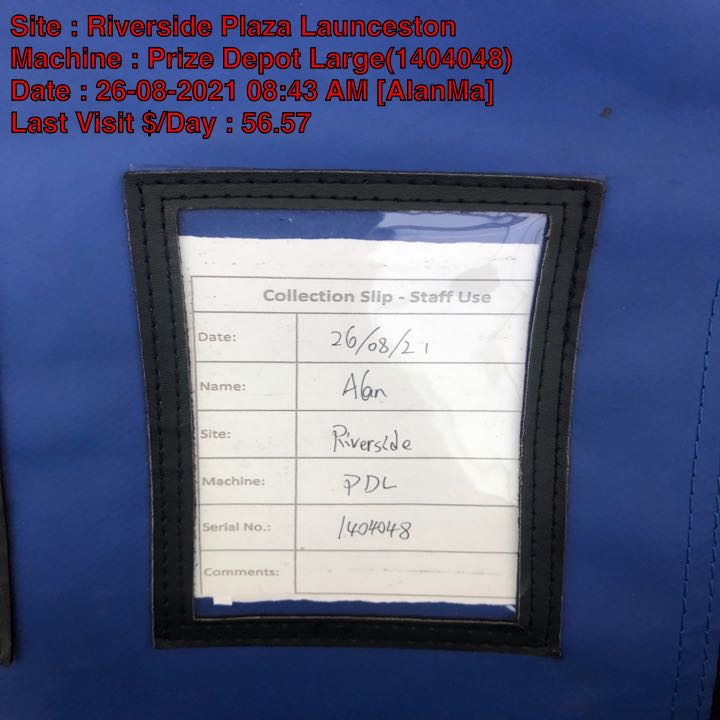 Site : Riverside Plaza Launceston
Machine : Prize Depot Large(1404048)
Date : 26-08-2021 08:43 AM [AlanMa]
Last Visit $/Day : 56.57
Collection Slip - Staff Use
Date: 26/08/21
Name: Alan
Site: Riverside
Machine: PDL
Serial No.: 1404048
Comments: